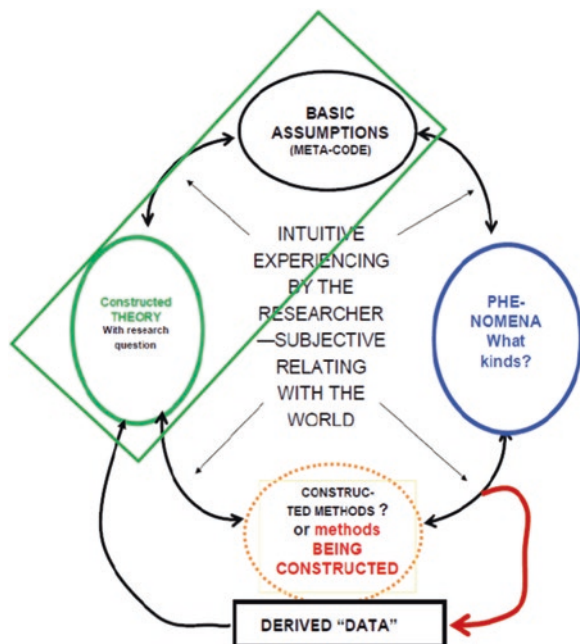 BASIC
ASSUMPTIONS
(META-CODE)
INTUITIVE
EXPERIENCING
BY THE
RESEARCHER
—SUBJECTIVE
RELATING
WITH THE
WORLD
Constructed
THEORY
With research
question
PHE-
NOMENA
What
kinds?
CONSTRUC-
TED METHODS ?
or methods
BEING
CONSTRUCTED
DERIVED “DATA”